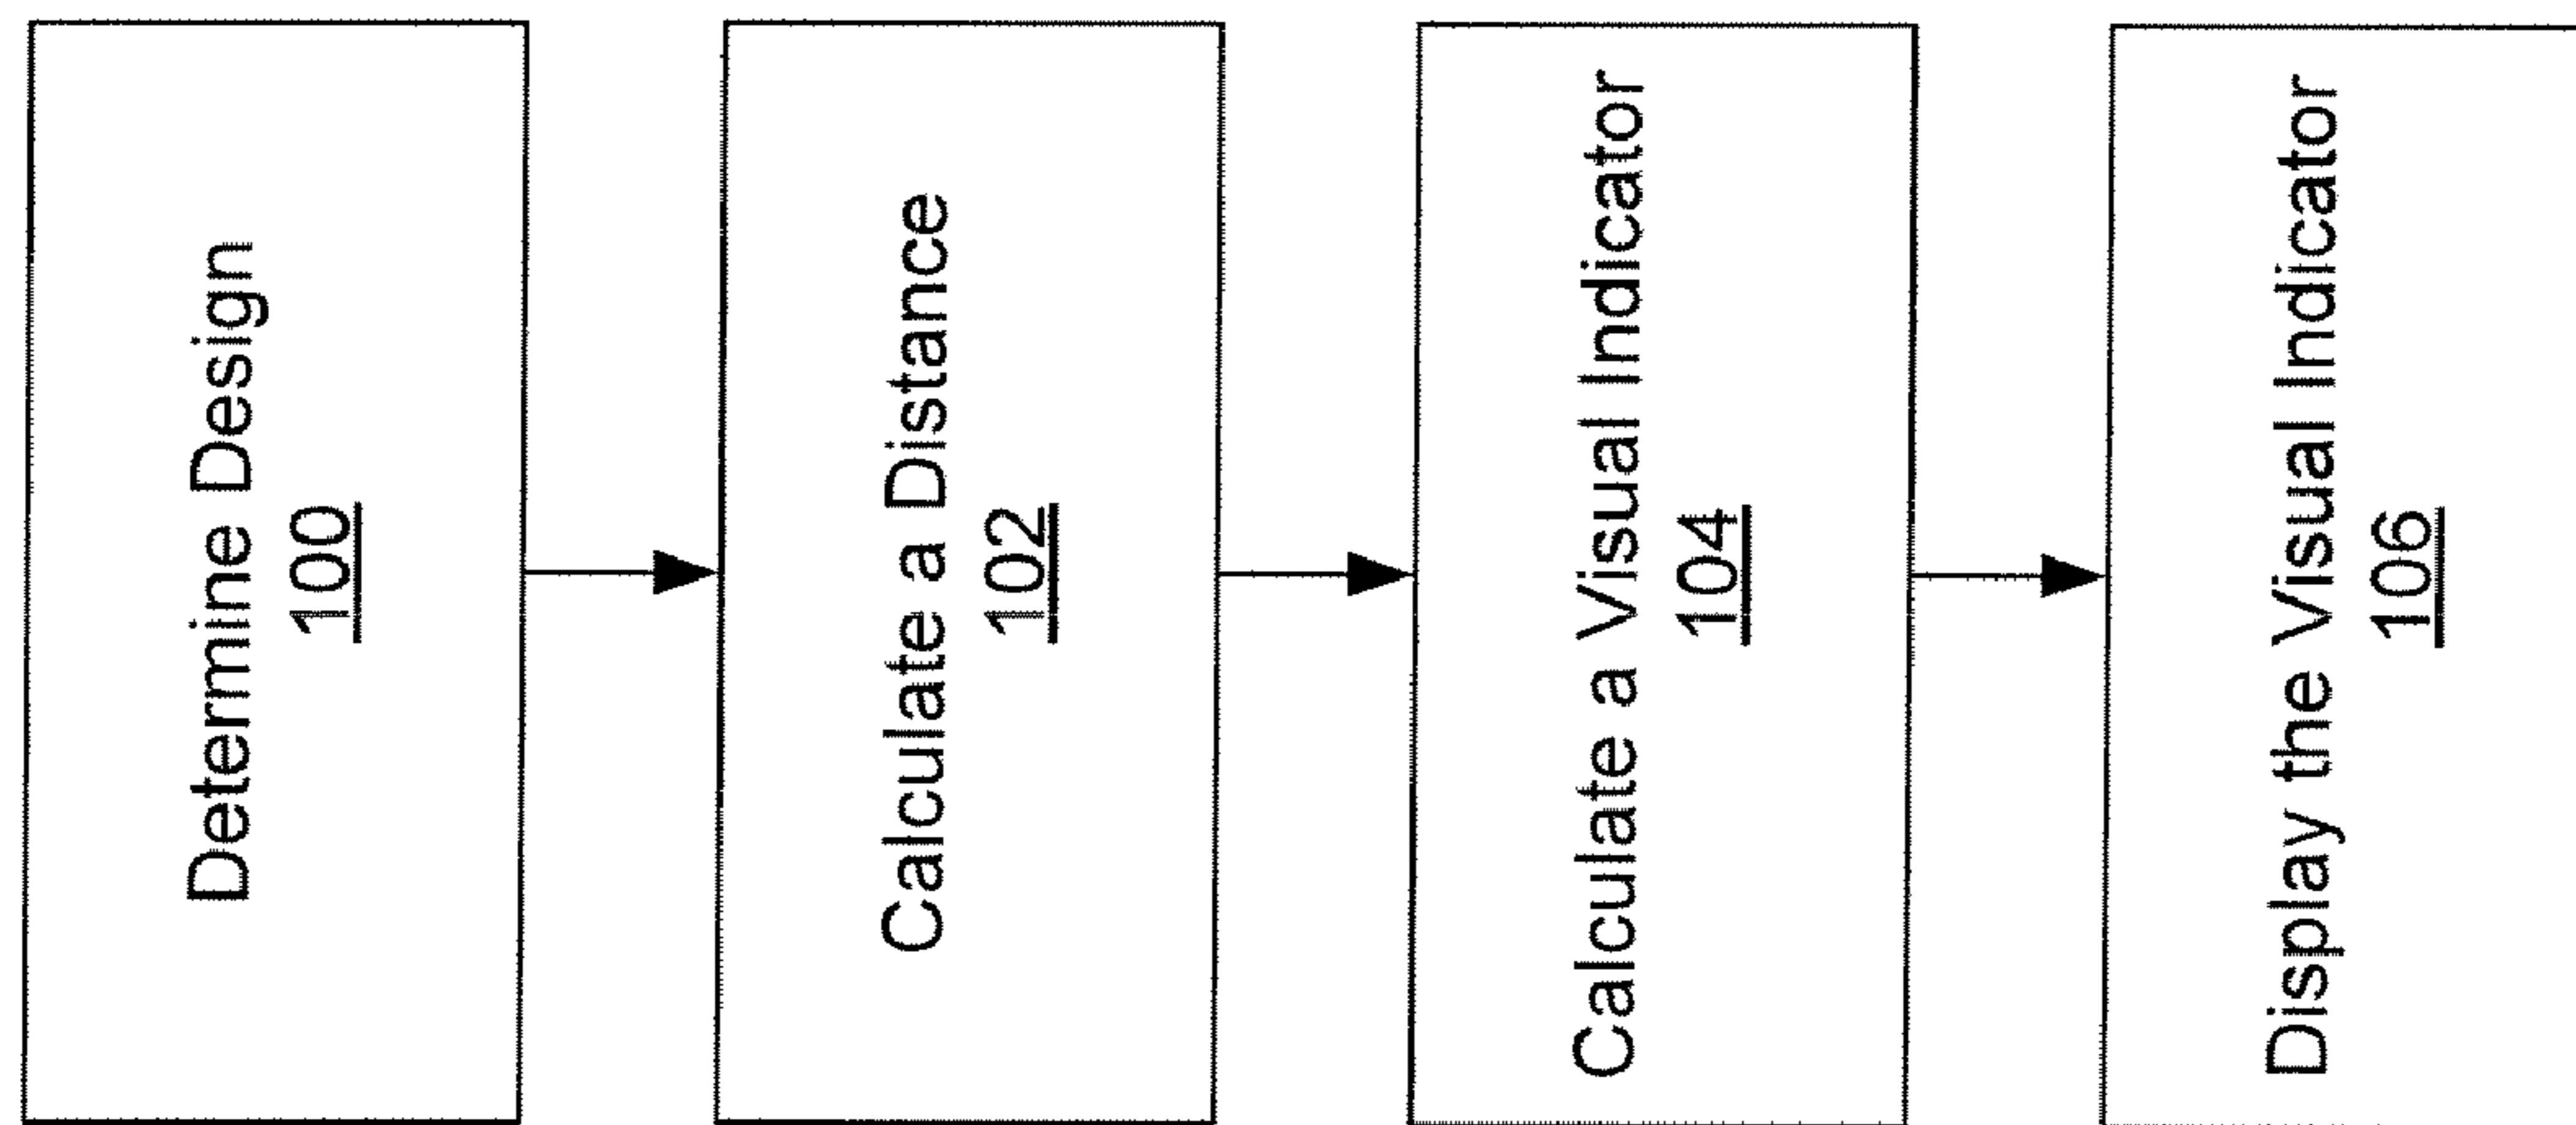 Determine Design
100
Calculate a Distance
102
Calculate a Visual Indicator
104
Display the Visual Indicator
106